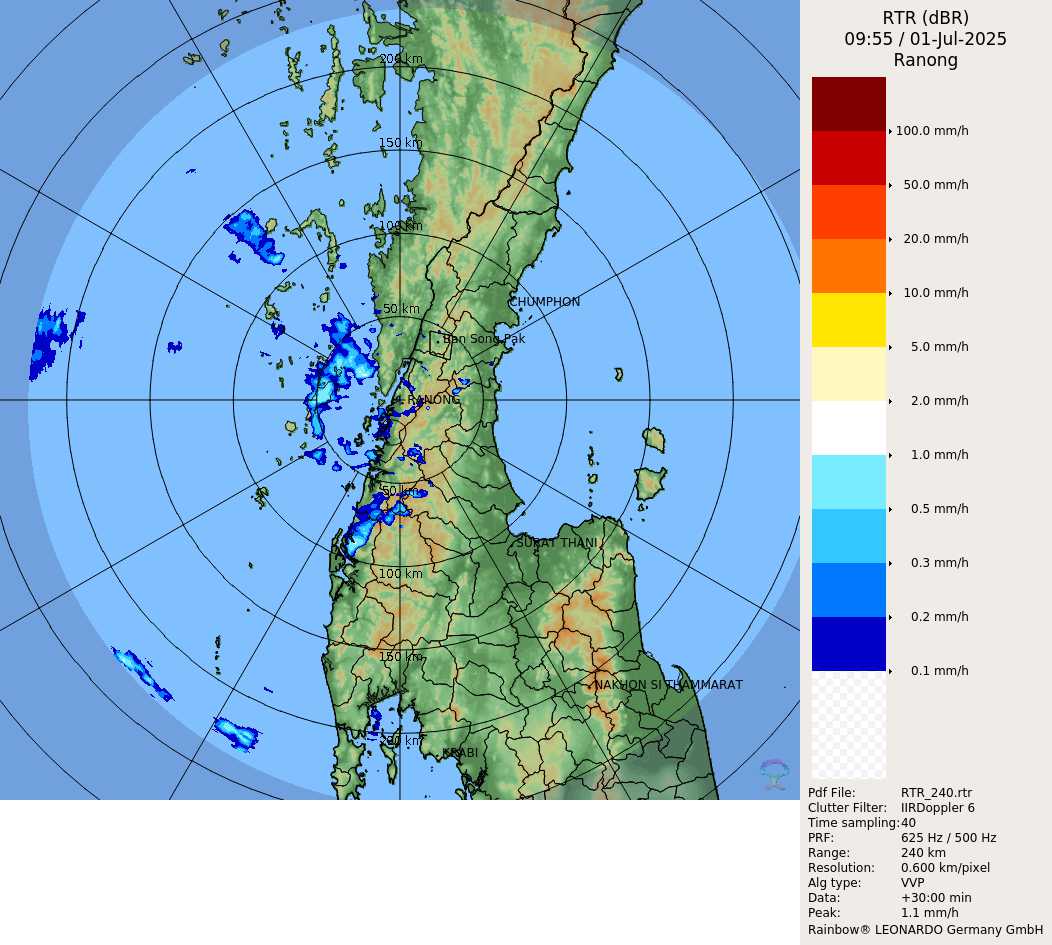 RTR (dBR)
09:55 / 01-Jul-2025
Ranong
100.0 mm/h
50.0 mm/h
20.0 mm/h
10.0 mm/h
5.0 mm/h
2.0 mm/h
1.0 mm/h
0.5 mm/h
0.3 mm/h
0.2 mm/h
0.1 mm/h
200 km
150 km
100 km
50 km
CHUMPHON
Ban Song Pak
RANONG
50 km
SURAT THANI
100 km
150 km
NAKHON SI THAMMARAT
200 km
KRABI
Pdf File: RTR_240.rtr
Clutter Filter: IIRDoppler 6
Time sampling: 40
PRF: 625 Hz / 500 Hz
Range: 240 km
Resolution: 0.600 km/pixel
Alg type: VVP
Data: +30:00 min
Peak: 1.1 mm/h
Rainbow® LEONARDO Germany GmbH